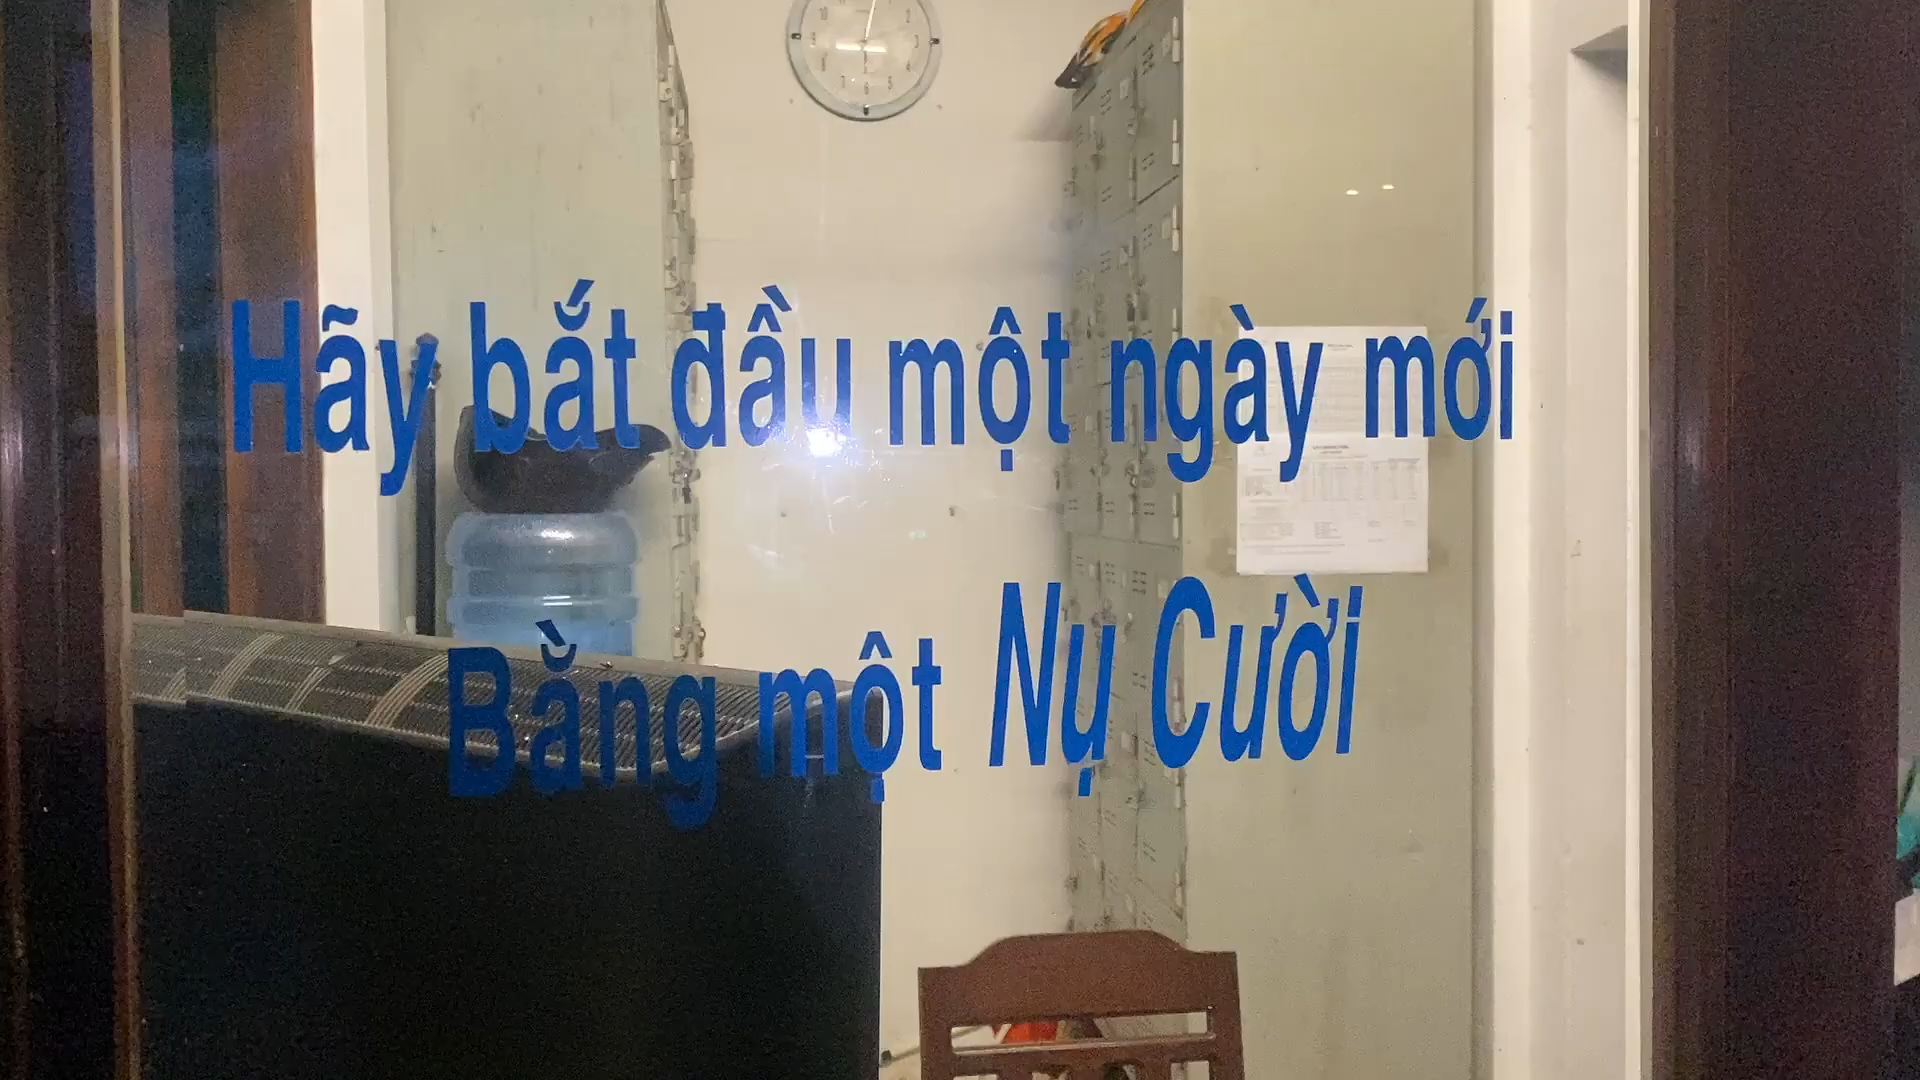 Hãy bắt đầu một ngày mới
Bằng một Nụ Cười